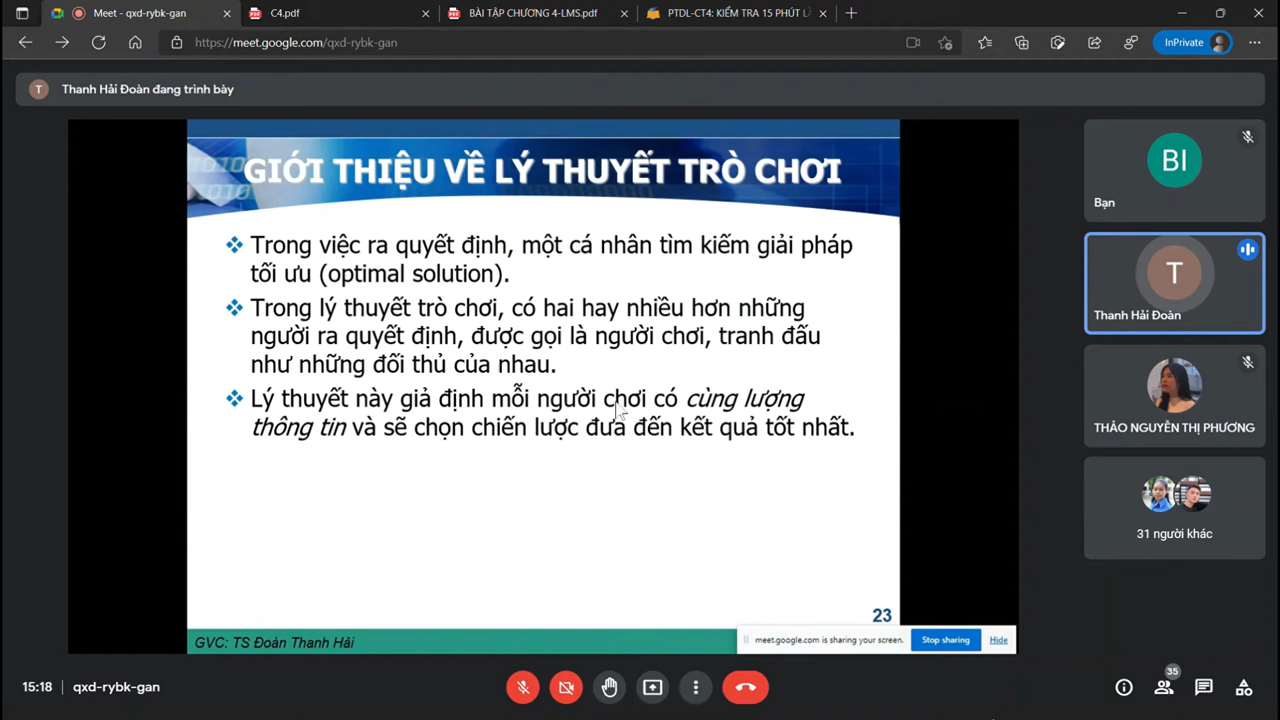 Meet - qxd-rybk-gan
C4.pdf
BÀI TẬP CHƯƠNG 4-LMS.pdf
PTDL-CT4: KIỂM TRA 15 PHÚT L
https://meet.google.com/qxd-rybk-gan
InPrivate
T
Thanh Hải Đoàn đang trình bày
GIỚI THIỆU VỀ LÝ THUYẾT TRÒ CHƠI
Trong việc ra quyết định, một cá nhân tìm kiếm giải pháp
tối ưu (optimal solution).
Trong lý thuyết trò chơi, có hai hay nhiều hơn những
người ra quyết định, được gọi là người chơi, tranh đấu
như những đối thủ của nhau.
Lý thuyết này giả định mỗi người chơi có cùng lượng
thông tin và sẽ chọn chiến lược đưa đến kết quả tốt nhất.
23
GVC: TS Đoàn Thanh Hải
meet.google.com is sharing your screen.
Stop sharing
Hide
BI
Bạn
T
Thanh Hải Đoàn
THẢO NGUYỄN THỊ PHƯƠNG
31 người khác
15:18
qxd-rybk-gan
35